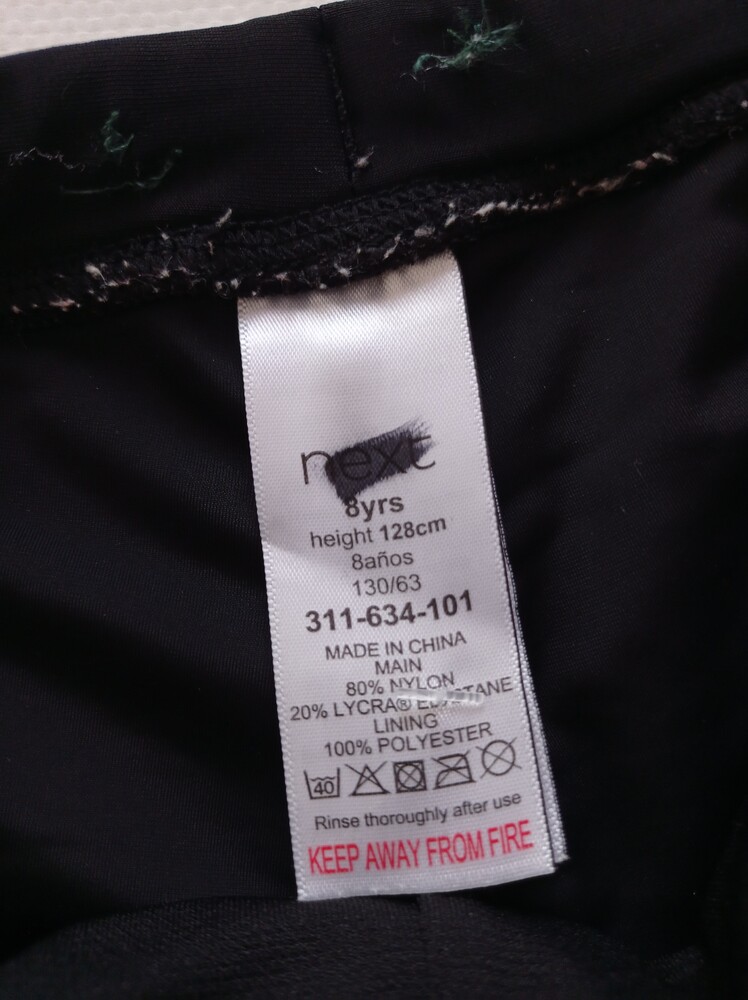 next
8yrs
height 128cm
8años
130/63
311-634-101
MADE IN CHINA
MAIN
80% NYLON
20% LYCRA® ELASTANE
LINING
100% POLYESTER
40
Rinse thoroughly after use
KEEP AWAY FROM FIRE